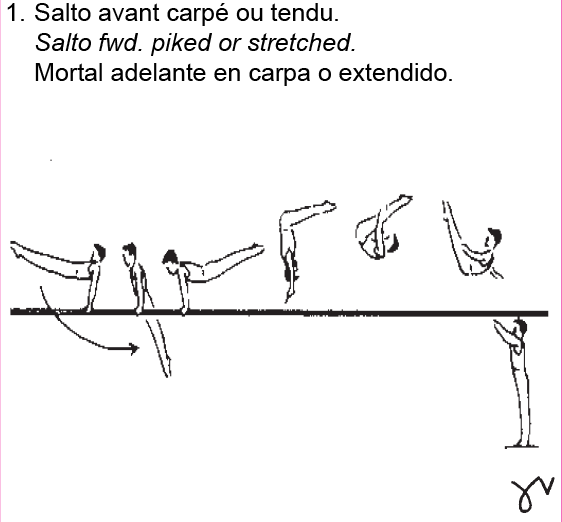 1. Salto avant carpé ou tendu.
Salto fwd. piked or stretched.
Mortal adelante en carpa o extendido.